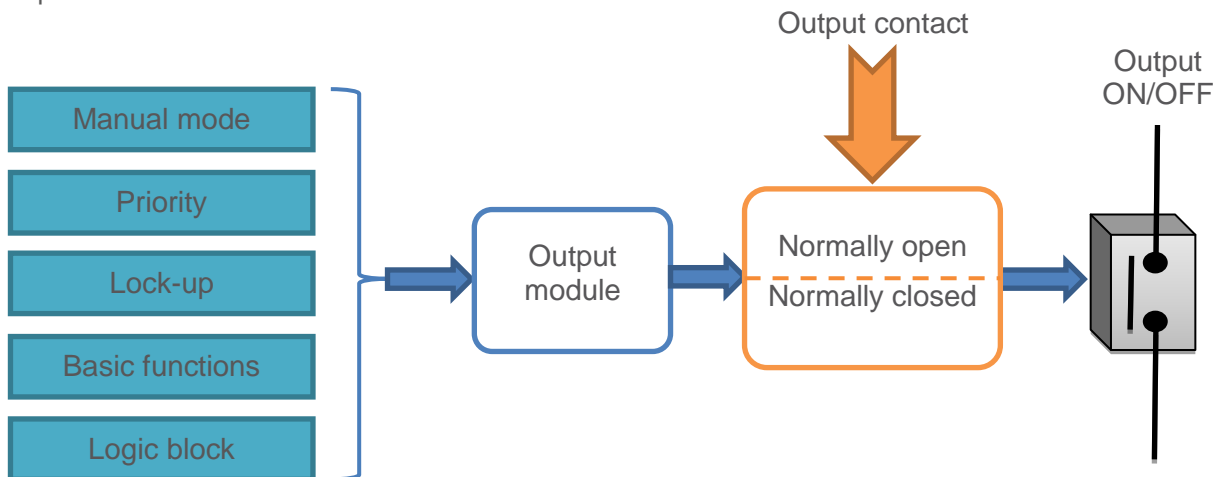 Output contact
Output
ON/OFF
Manual mode
Priority
Lock-up
Basic functions
Logic block
Output
module
Normally open
Normally closed